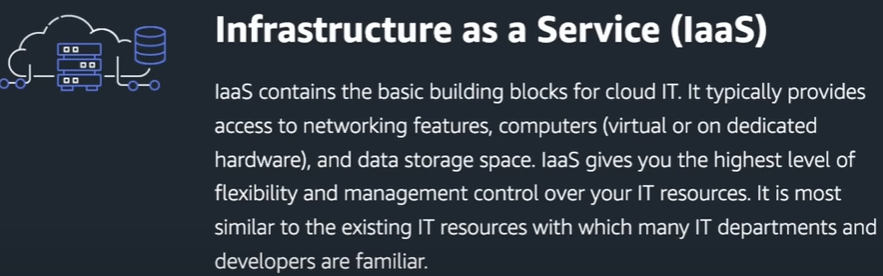 Infrastructure as a Service (IaaS)
IaaS contains the basic building blocks for cloud IT. It typically provides
access to networking features, computers (virtual or on dedicated
hardware), and data storage space. IaaS gives you the highest level of
flexibility and management control over your IT resources. It is most
similar to the existing IT resources with which many IT departments and
developers are familiar.